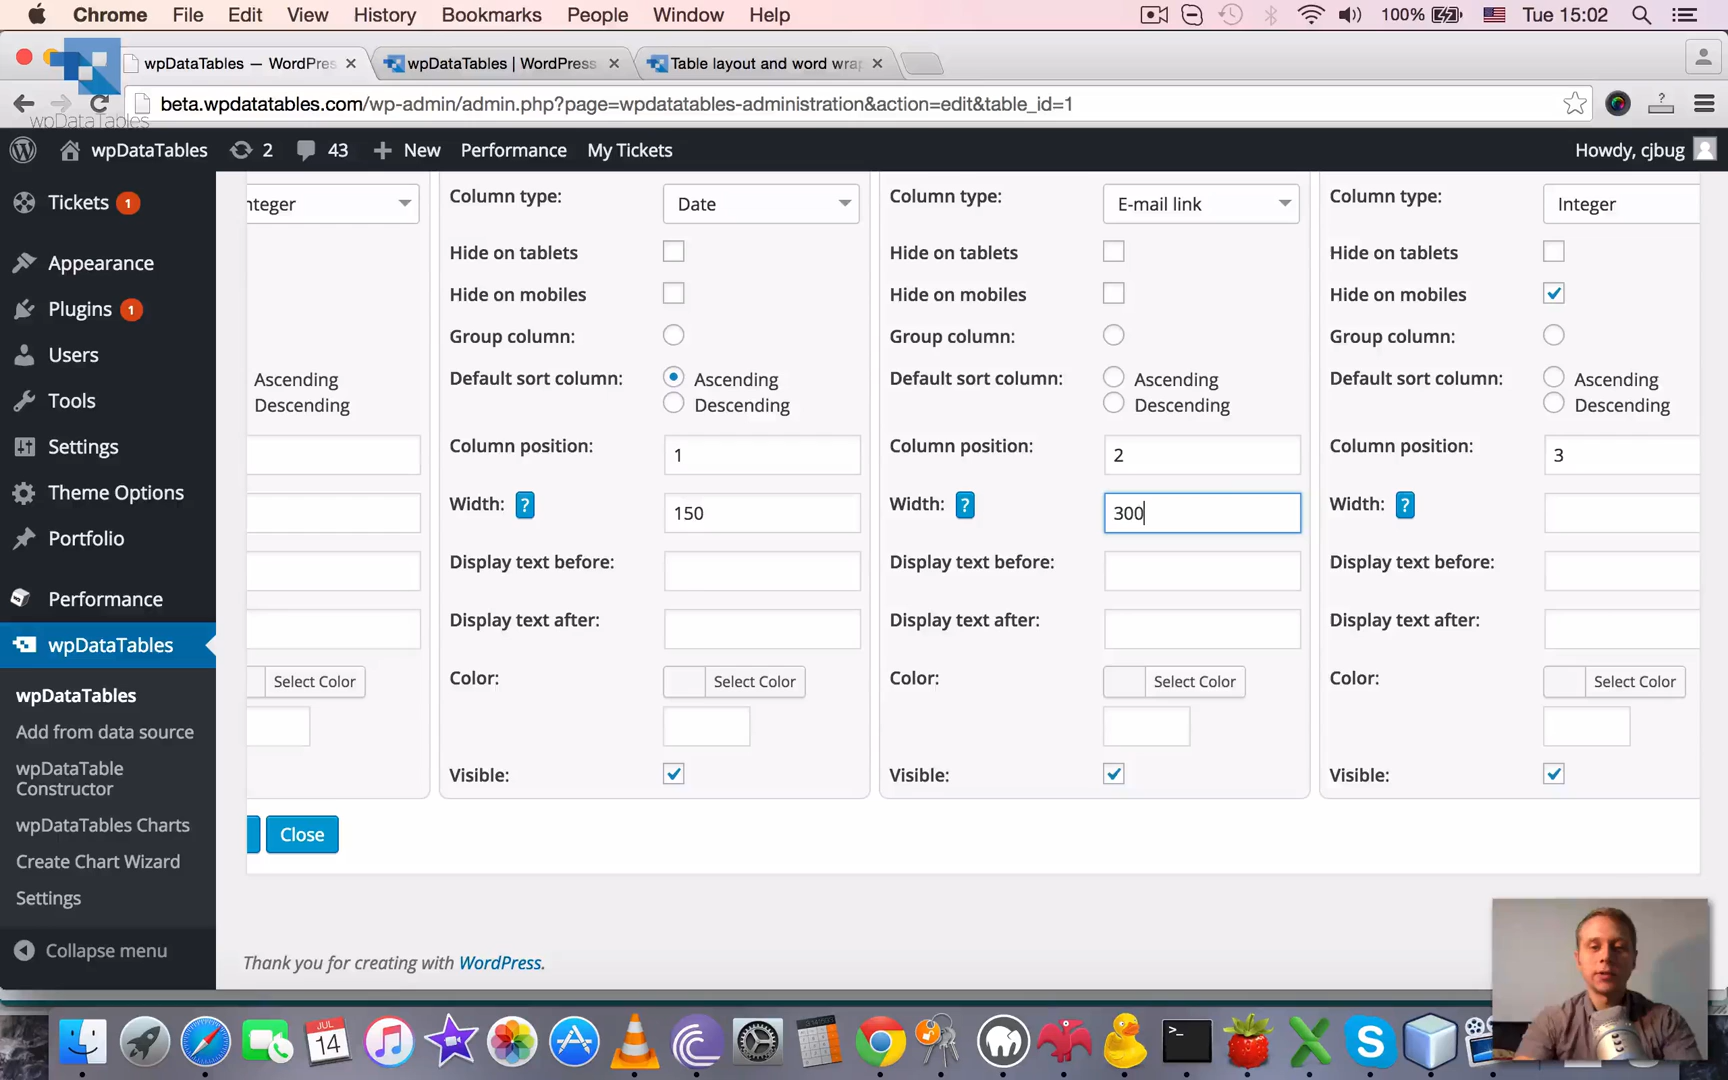 Chrome File Edit View History Bookmarks People Window Help 100% Tue 15:02
wpDataTables — WordPres
wpDataTables | WordPress
Table layout and word wra
beta.wpdatatables.com/wp-admin/admin.php?page=wpdatatables-administration&action=edit&table_id=1
wpDataTables
wpDataTables 2 43 New Performance My Tickets Howdy, cjbug
Tickets 1
Appearance
Plugins 1
Users
Tools
Settings
Theme Options
Portfolio
Performance
wpDataTables
wpDataTables
Add from data source
wpDataTable
Constructor
wpDataTables Charts
Create Chart Wizard
Settings
Collapse menu
nteger
Ascending
Descending
Select Color
Column type: Date
Hide on tablets
Hide on mobiles
Group column:
Default sort column: Ascending
Descending
Column position: 1
Width: ? 150
Display text before:
Display text after:
Color: Select Color
Visible:
Column type: E-mail link
Hide on tablets
Hide on mobiles
Group column:
Default sort column: Ascending
Descending
Column position: 2
Width: ? 300
Display text before:
Display text after:
Color: Select Color
Visible:
Column type: Integer
Hide on tablets
Hide on mobiles
Group column:
Default sort column: Ascending
Descending
Column position: 3
Width: ?
Display text before:
Display text after:
Color: Select Color
Visible:
Close
Thank you for creating with WordPress.
JUL
14